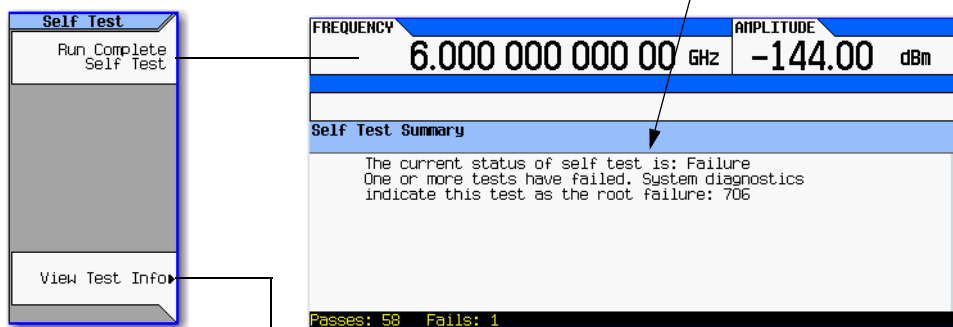 Self Test
Run Complete
Self Test
View Test Info
FREQUENCY
6.000 000 000 00 GHz
AMPLITUDE
-144.00 dBm
Self Test Summary
The current status of self test is: Failure
One or more tests have failed. System diagnostics
indicate this test as the root failure: 706
Passes: 58 Fails: 1